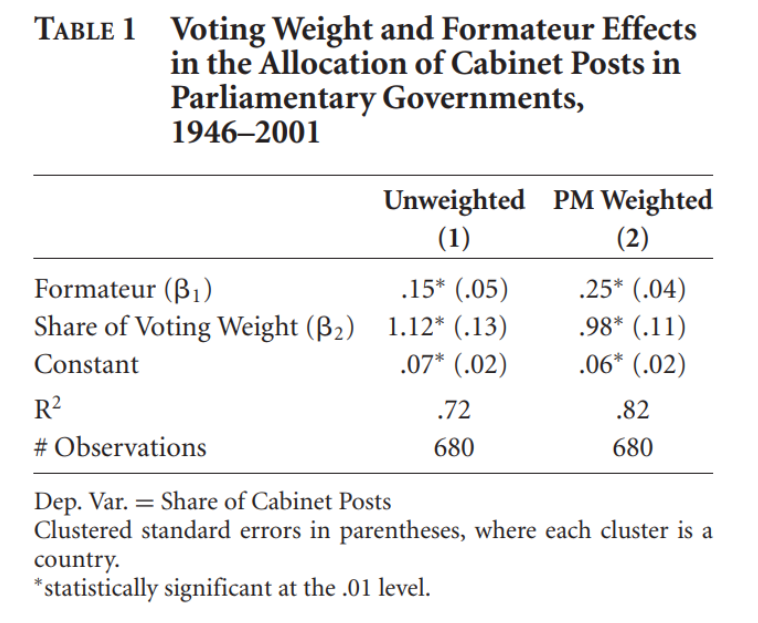 TABLE 1 Voting Weight and Formateur Effects
in the Allocation of Cabinet Posts in
Parliamentary Governments,
1946–2001
Unweighted PM Weighted
(1) (2)
Formateur (β₁) .15* (.05) .25* (.04)
Share of Voting Weight (β₂) 1.12* (.13) .98* (.11)
Constant .07* (.02) .06* (.02)
R² .72 .82
# Observations 680 680
Dep. Var. = Share of Cabinet Posts
Clustered standard errors in parentheses, where each cluster is a
country.
*statistically significant at the .01 level.